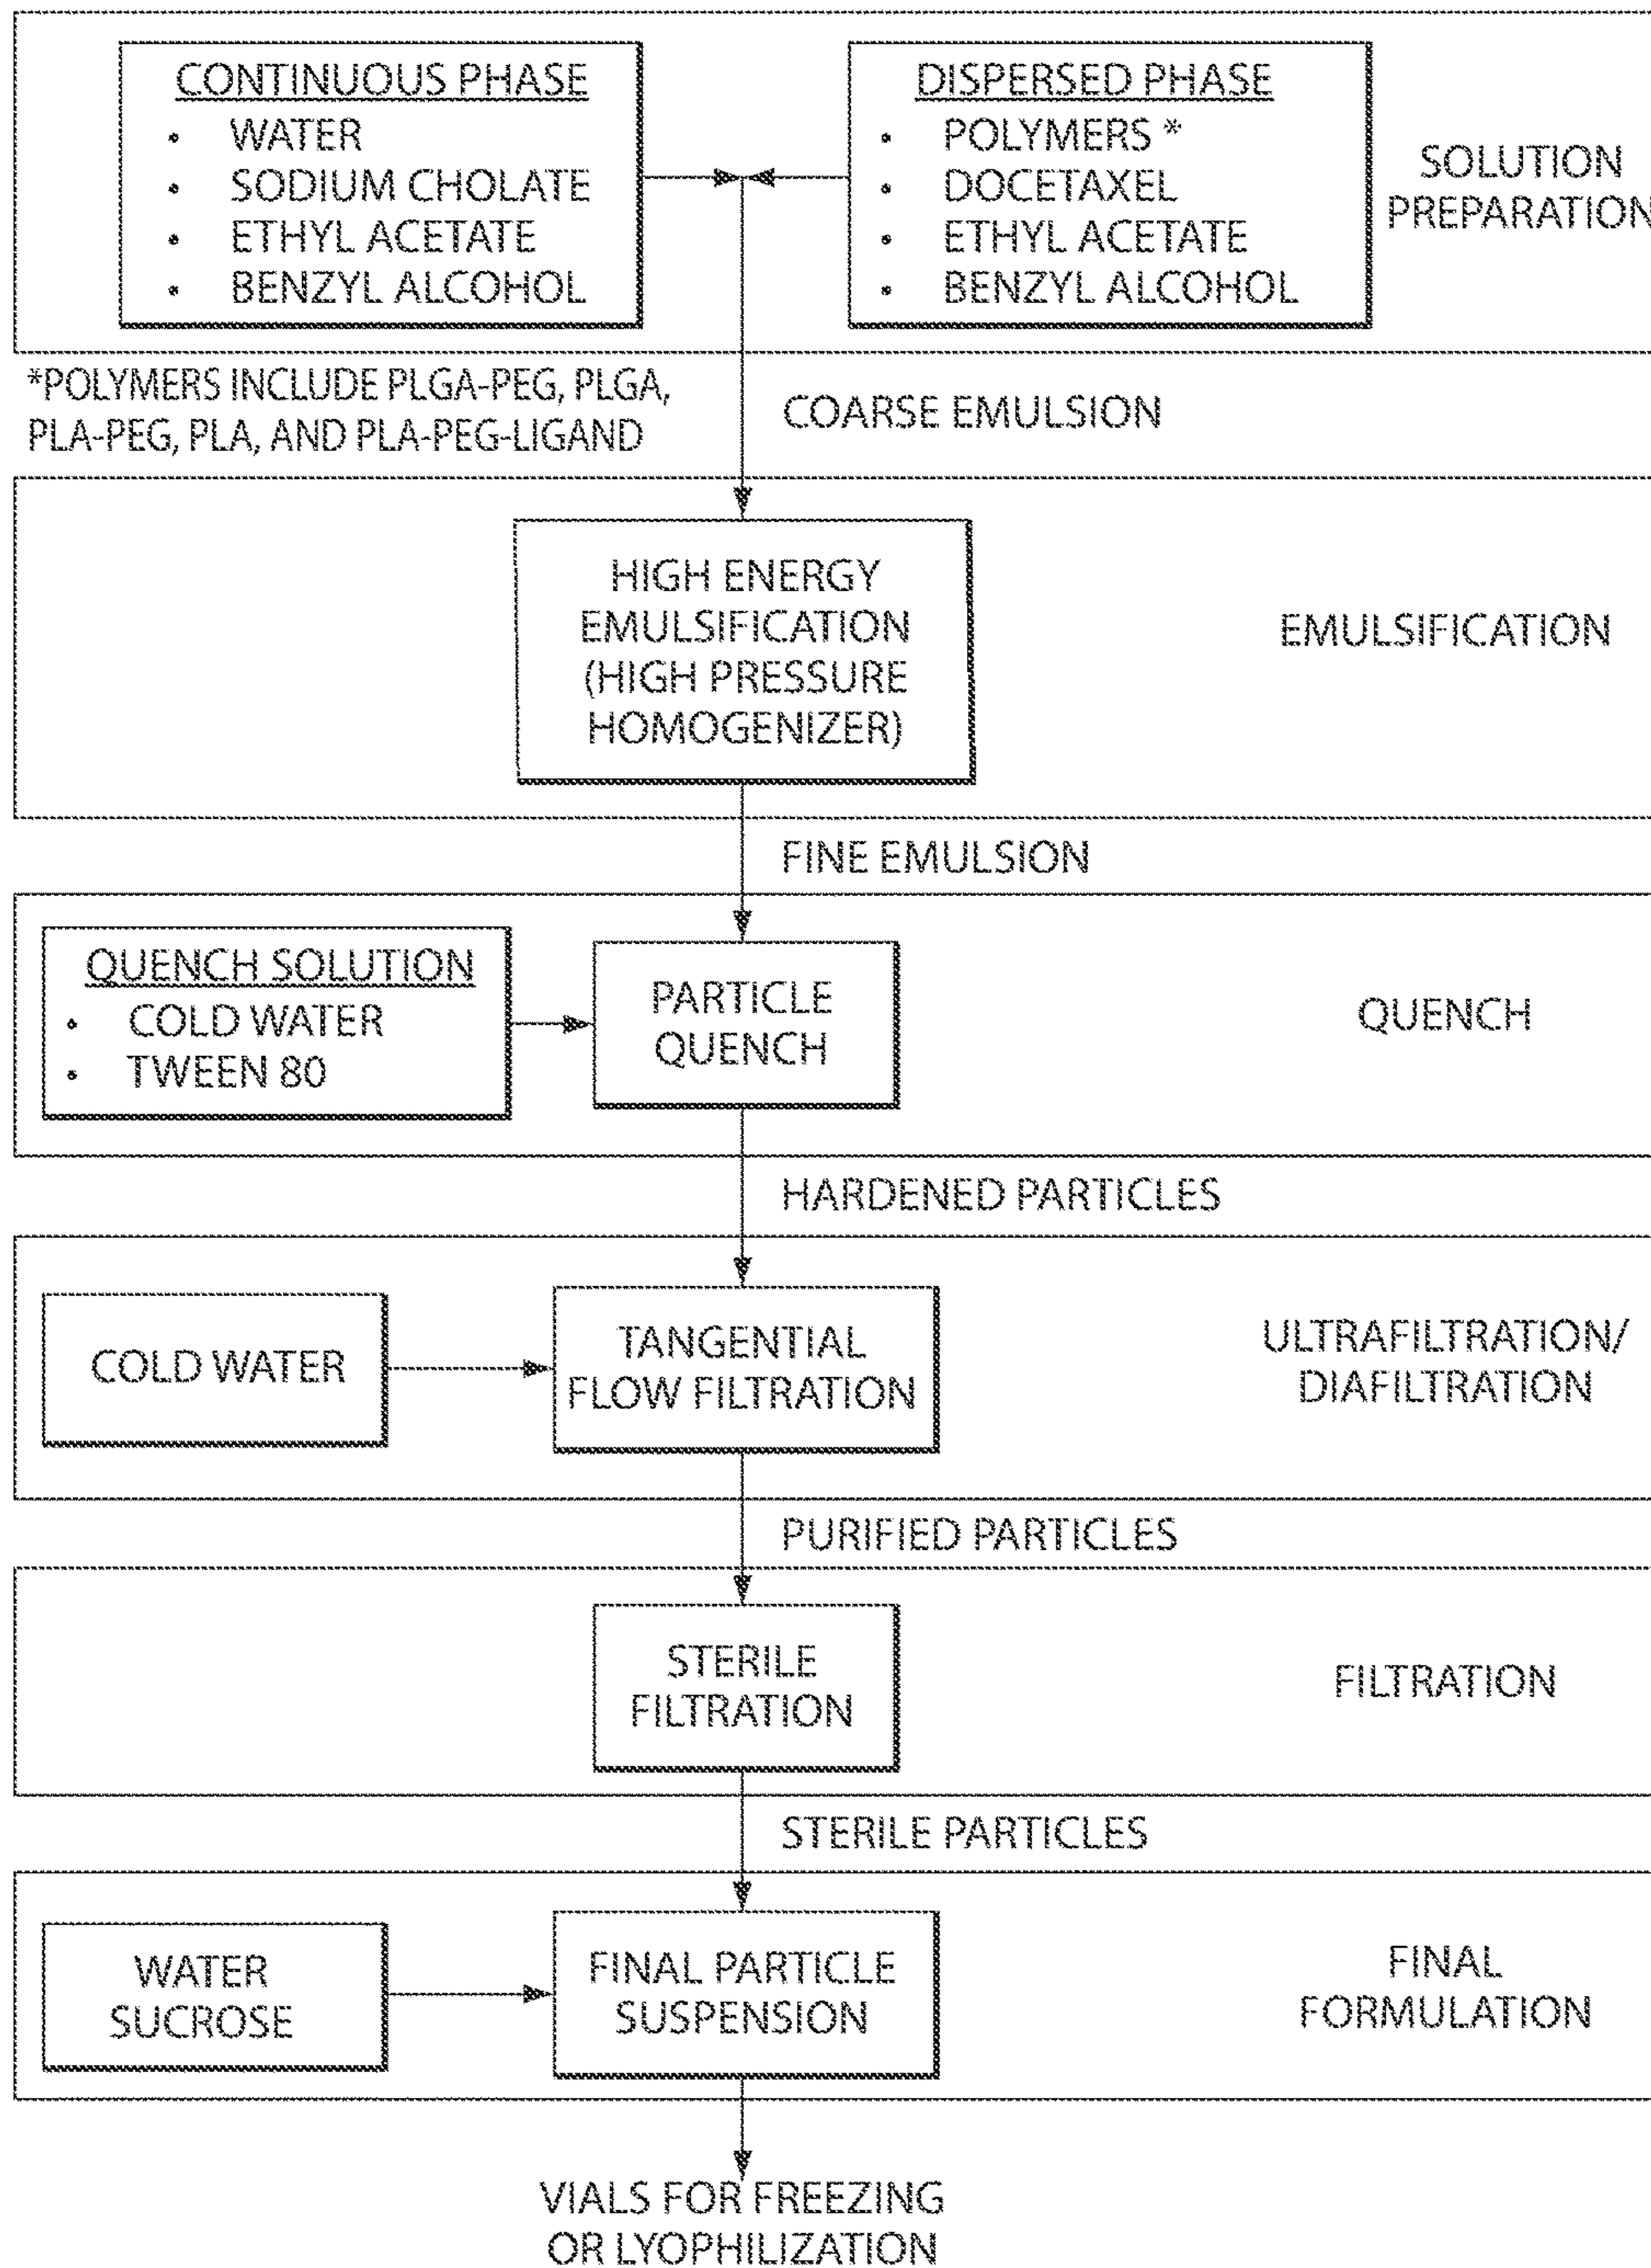 CONTINUOUS PHASE
• WATER
• SODIUM CHOLATE
• ETHYL ACETATE
• BENZYL ALCOHOL
DISPERSED PHASE
• POLYMERS *
• DOCETAXEL
• ETHYL ACETATE
• BENZYL ALCOHOL
SOLUTION
PREPARATION
*POLYMERS INCLUDE PLGA-PEG, PLGA,
PLA-PEG, PLA, AND PLA-PEG-LIGAND
COARSE EMULSION
HIGH ENERGY
EMULSIFICATION
(HIGH PRESSURE
HOMOGENIZER)
EMULSIFICATION
FINE EMULSION
QUENCH SOLUTION
• COLD WATER
• TWEEN 80
PARTICLE
QUENCH
QUENCH
HARDENED PARTICLES
COLD WATER
TANGENTIAL
FLOW FILTRATION
ULTRAFILTRATION/
DIAFILTRATION
PURIFIED PARTICLES
STERILE
FILTRATION
FILTRATION
STERILE PARTICLES
WATER
SUCROSE
FINAL PARTICLE
SUSPENSION
FINAL
FORMULATION
VIALS FOR FREEZING
OR LYOPHILIZATION